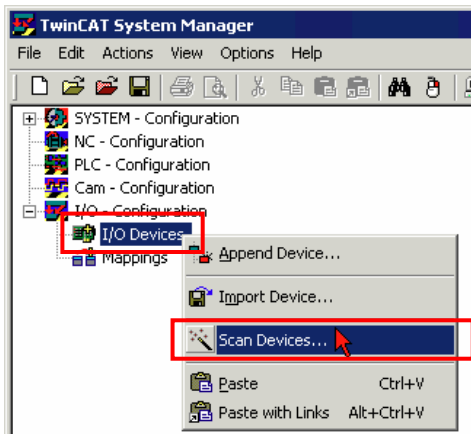 TwinCAT System Manager
File Edit Actions View Options Help
SYSTEM - Configuration
NC - Configuration
PLC - Configuration
Cam - Configuration
I/O - Configuration
I/O Devices
Mappings
Append Device...
Import Device...
Scan Devices...
Paste Ctrl+V
Paste with Links Alt+Ctrl+V